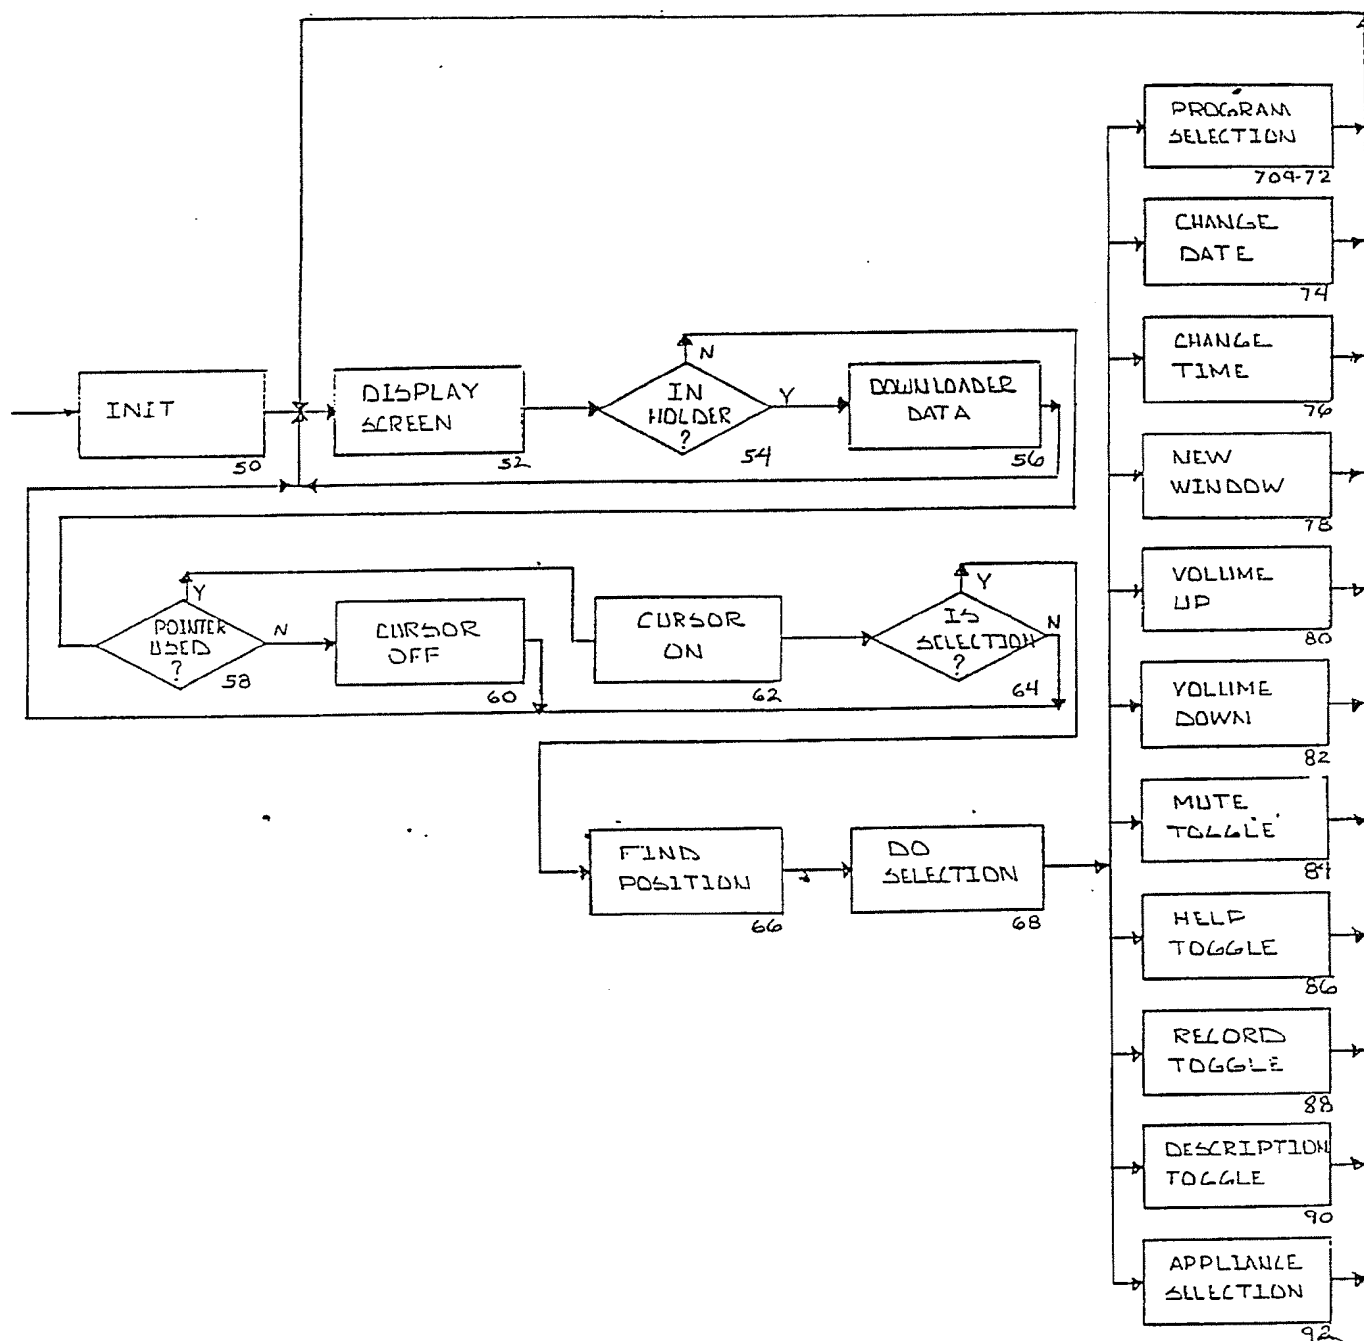 PROGRAM
SELECTION
709-72
CHANGE
DATE
74
CHANGE
TIME
76
NEW
WINDOW
78
VOLUME
UP
80
VOLUME
DOWN
82
MUTE
TOGGLE
84
HELP
TOGGLE
86
RECORD
TOGGLE
88
DESCRIPTION
TOGGLE
90
APPLIANCE
SELECTION
92
INIT
50
DISPLAY
SCREEN
52
IN
HOLDER
?
54
N
Y
DOWNLOADER
DATA
56
POINTER
USED
?
58
Y
N
CURSOR
OFF
60
CURSOR
ON
62
IS
SELECTION
?
64
Y
N
FIND
POSITION
66
DO
SELECTION
68